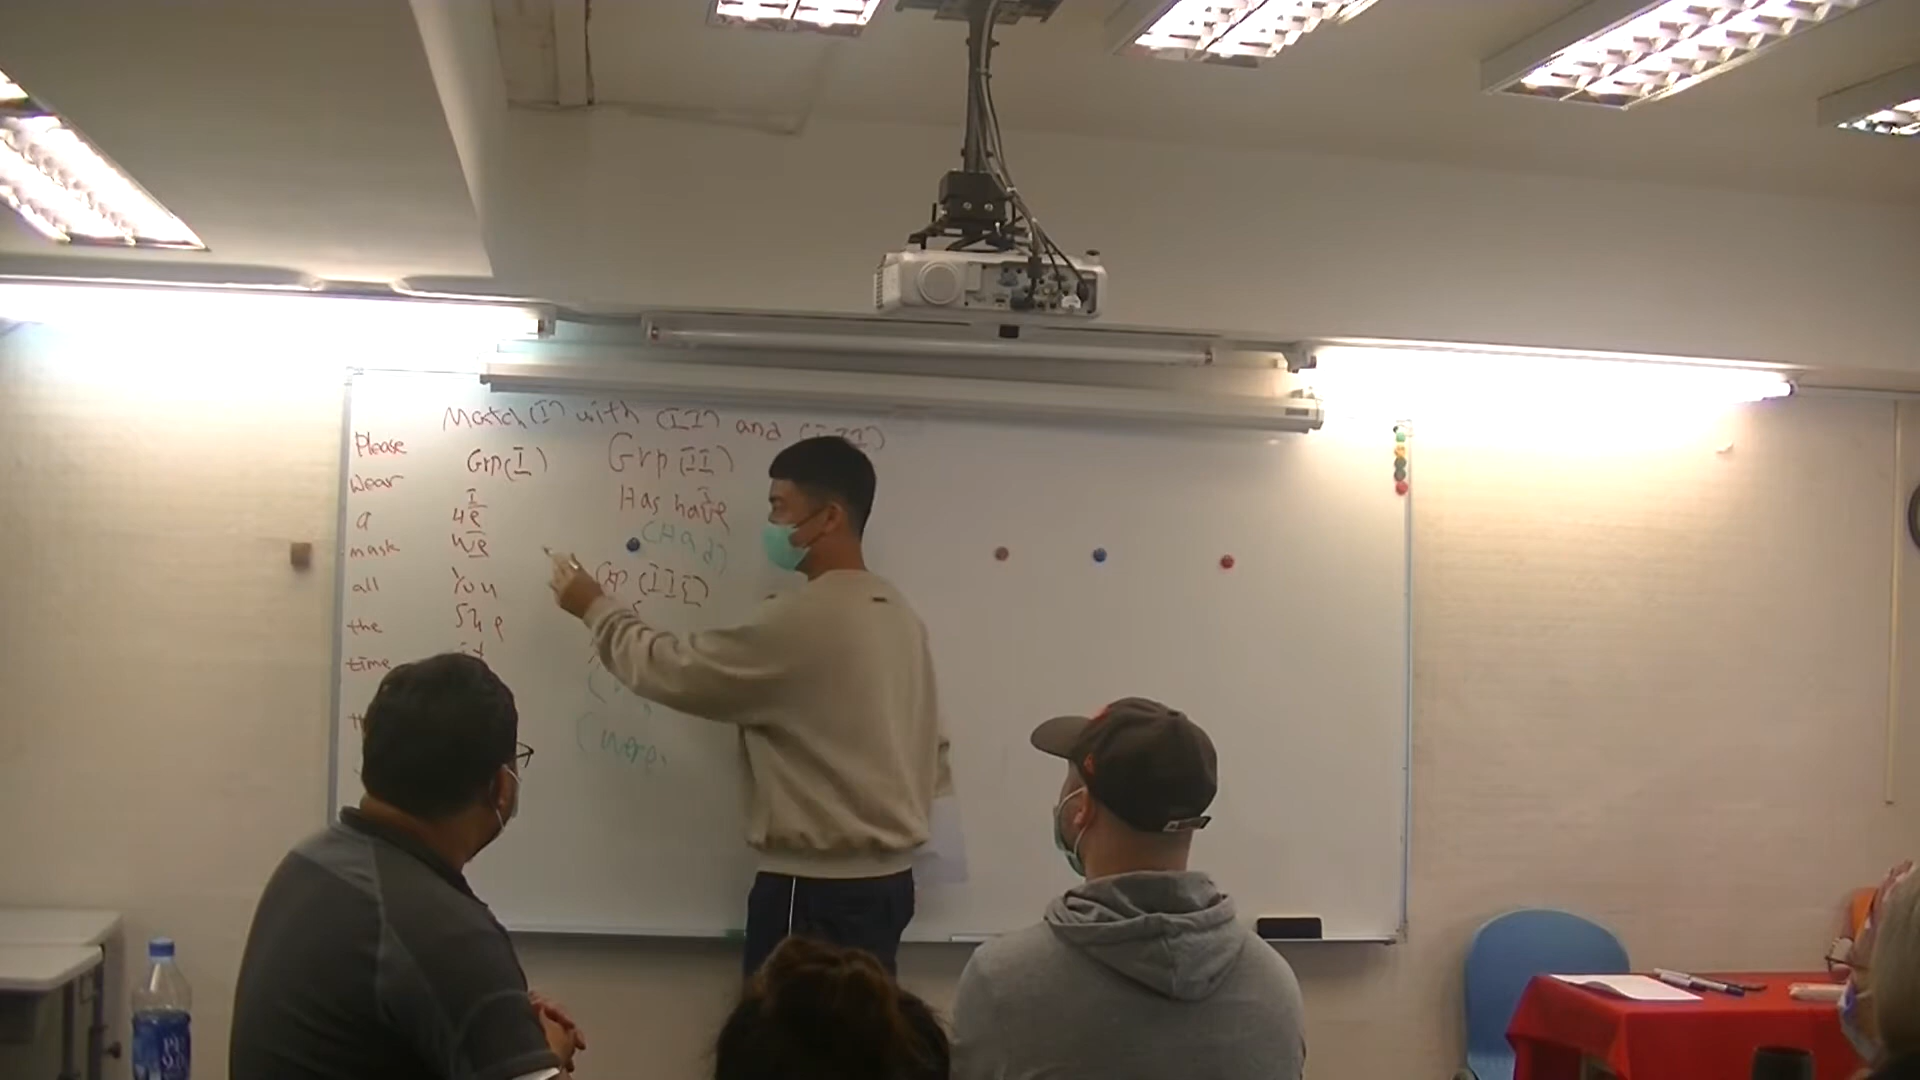 Match (I) with (II) and (III)
Please
Wear
a
mask
all
the
time
Grp (I)
I
He
We
You
She
it
Grp (II)
Has have
(Had)
Grp (III)
(Were